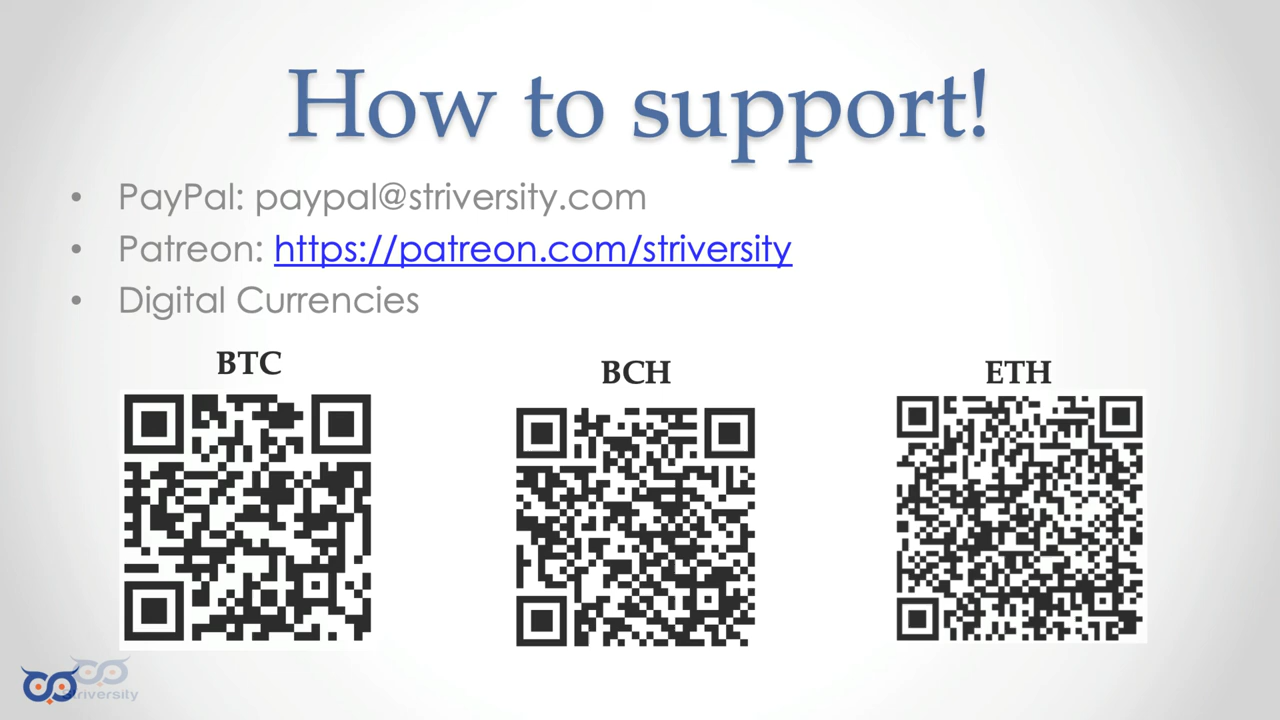 How to support!
• PayPal: paypal@striversity.com
• Patreon: https://patreon.com/striversity
• Digital Currencies
BTC
BCH
ETH
striversity